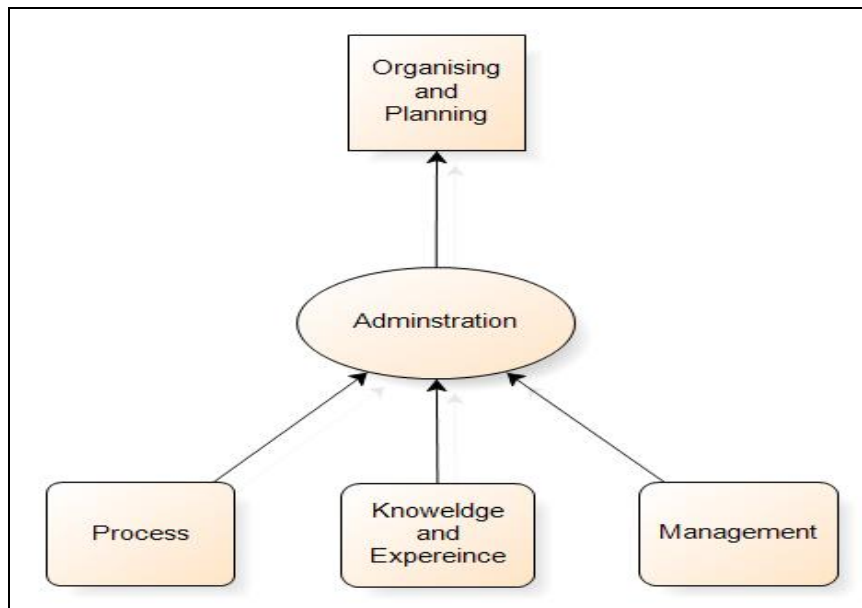 Organising
and
Planning
Adminstration
Process
Knoweldge
and
Expereince
Management